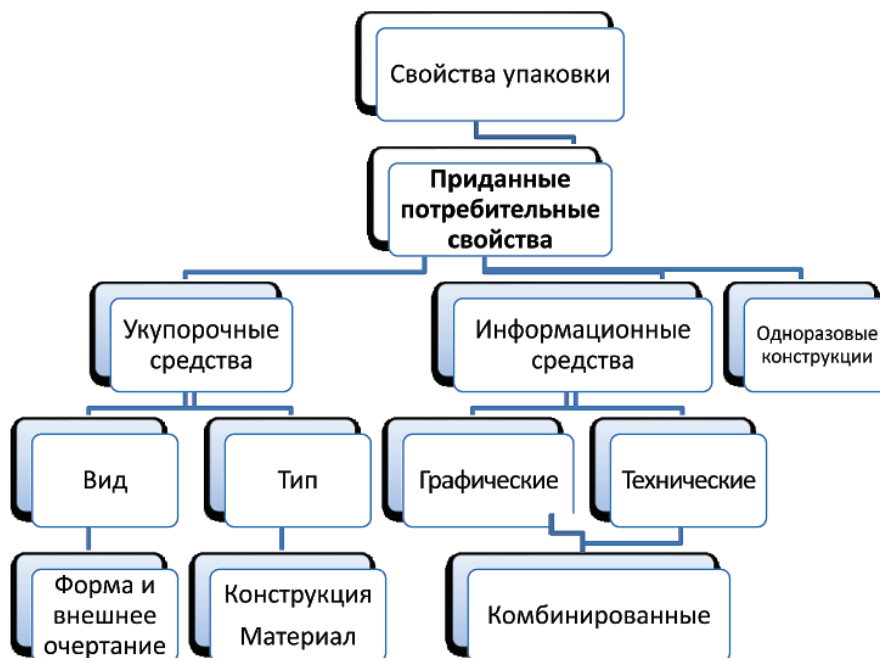 Свойства упаковки
Приданные
потребительные
свойства
Укупорочные
средства
Информационные
средства
Одноразовые
конструкции
Вид
Тип
Графические
Технические
Форма и
внешнее
очертание
Конструкция
Материал
Комбинированные